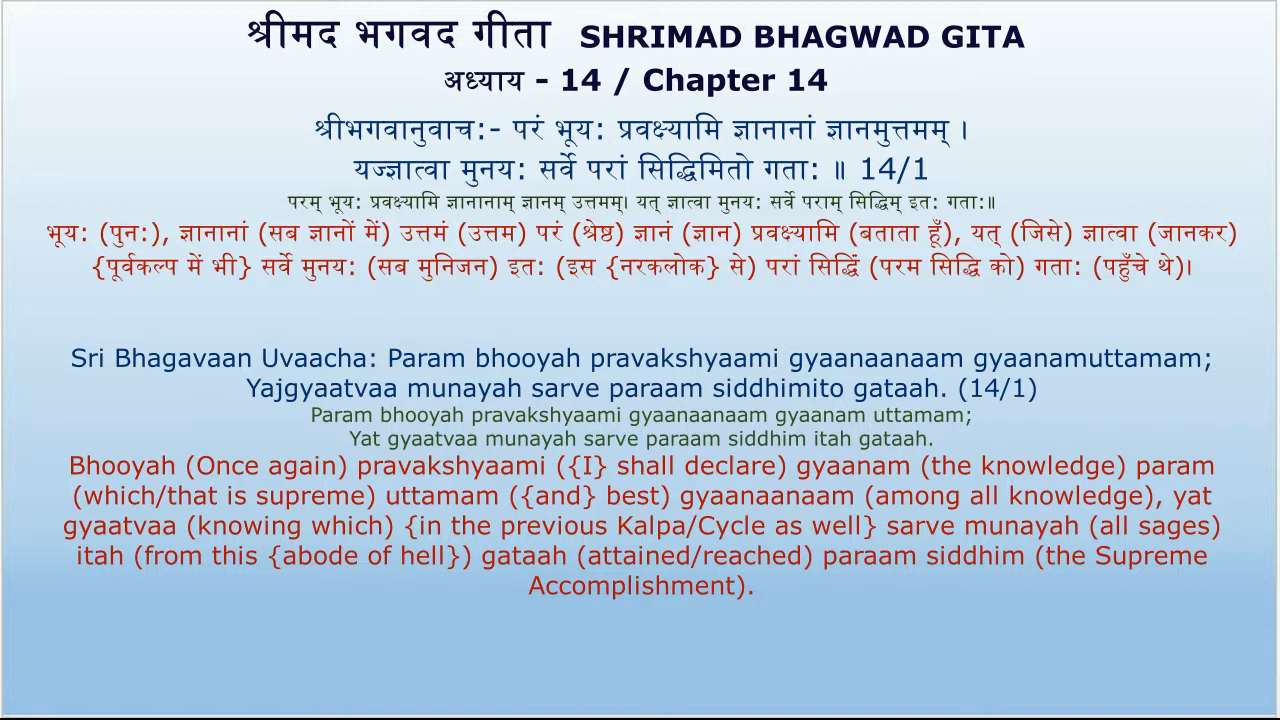 श्रीमद भगवद गीता SHRIMAD BHAGWAD GITA
अध्याय - 14 / Chapter 14
श्रीभगवानुवाच:- परं भूय: प्रवक्ष्यामि ज्ञानानां ज्ञानमुत्तमम् ।
यज्ज्ञात्वा मुनय: सर्वे परां सिद्धिमितो गता: ॥ 14/1
परम् भूय: प्रवक्ष्यामि ज्ञानानाम् ज्ञानम् उत्तमम्। यत् ज्ञात्वा मुनय: सर्वे पराम् सिद्धिम् इत: गता:॥
भूय: (पुन:), ज्ञानानां (सब ज्ञानों में) उत्तमं (उत्तम) परं (श्रेष्ठ) ज्ञानं (ज्ञान) प्रवक्ष्यामि (बताता हूँ), यत् (जिसे) ज्ञात्वा (जानकर)
{पूर्वकल्प में भी} सर्वे मुनय: (सब मुनिजन) इत: (इस {नरकलोक} से) परां सिद्धिं (परम सिद्धि को) गता: (पहुँचे थे)।
Sri Bhagavaan Uvaacha: Param bhooyah pravakshyaami gyaanaanaam gyaanamuttamam;
Yajgyaatvaa munayah sarve paraam siddhimito gataah. (14/1)
Param bhooyah pravakshyaami gyaanaanaam gyaanam uttamam;
Yat gyaatvaa munayah sarve paraam siddhim itah gataah.
Bhooyah (Once again) pravakshyaami ({I} shall declare) gyaanam (the knowledge) param
(which/that is supreme) uttamam ({and} best) gyaanaanaam (among all knowledge), yat
gyaatvaa (knowing which) {in the previous Kalpa/Cycle as well} sarve munayah (all sages)
itah (from this {abode of hell}) gataah (attained/reached) paraam siddhim (the Supreme
Accomplishment).